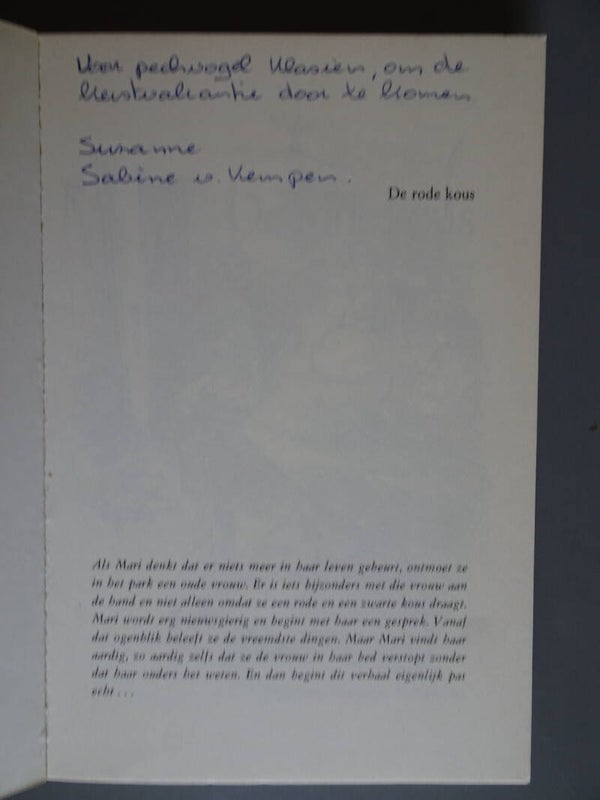 Voor pechvogel Klasien, om de
kerstvakantie door te komen
Suzanne
Sabine v. Kempen.
De rode kous
Als Mari denkt dat er niets meer in haar leven gebeurt, ontmoet ze
in het park een oude vrouw. Er is iets bijzonders met die vrouw aan
de hand en niet alleen omdat ze een rode en een zwarte kous draagt.
Mari wordt erg nieuwsgierig en begint met haar een gesprek. Vanaf
dat ogenblik beleeft ze de vreemdste dingen. Maar Mari vindt haar
aardig, zo aardig zelfs dat ze de vrouw in haar bed verstopt zonder
dat haar ouders het weten. En dan begint dit verhaal eigenlijk pas
echt ...